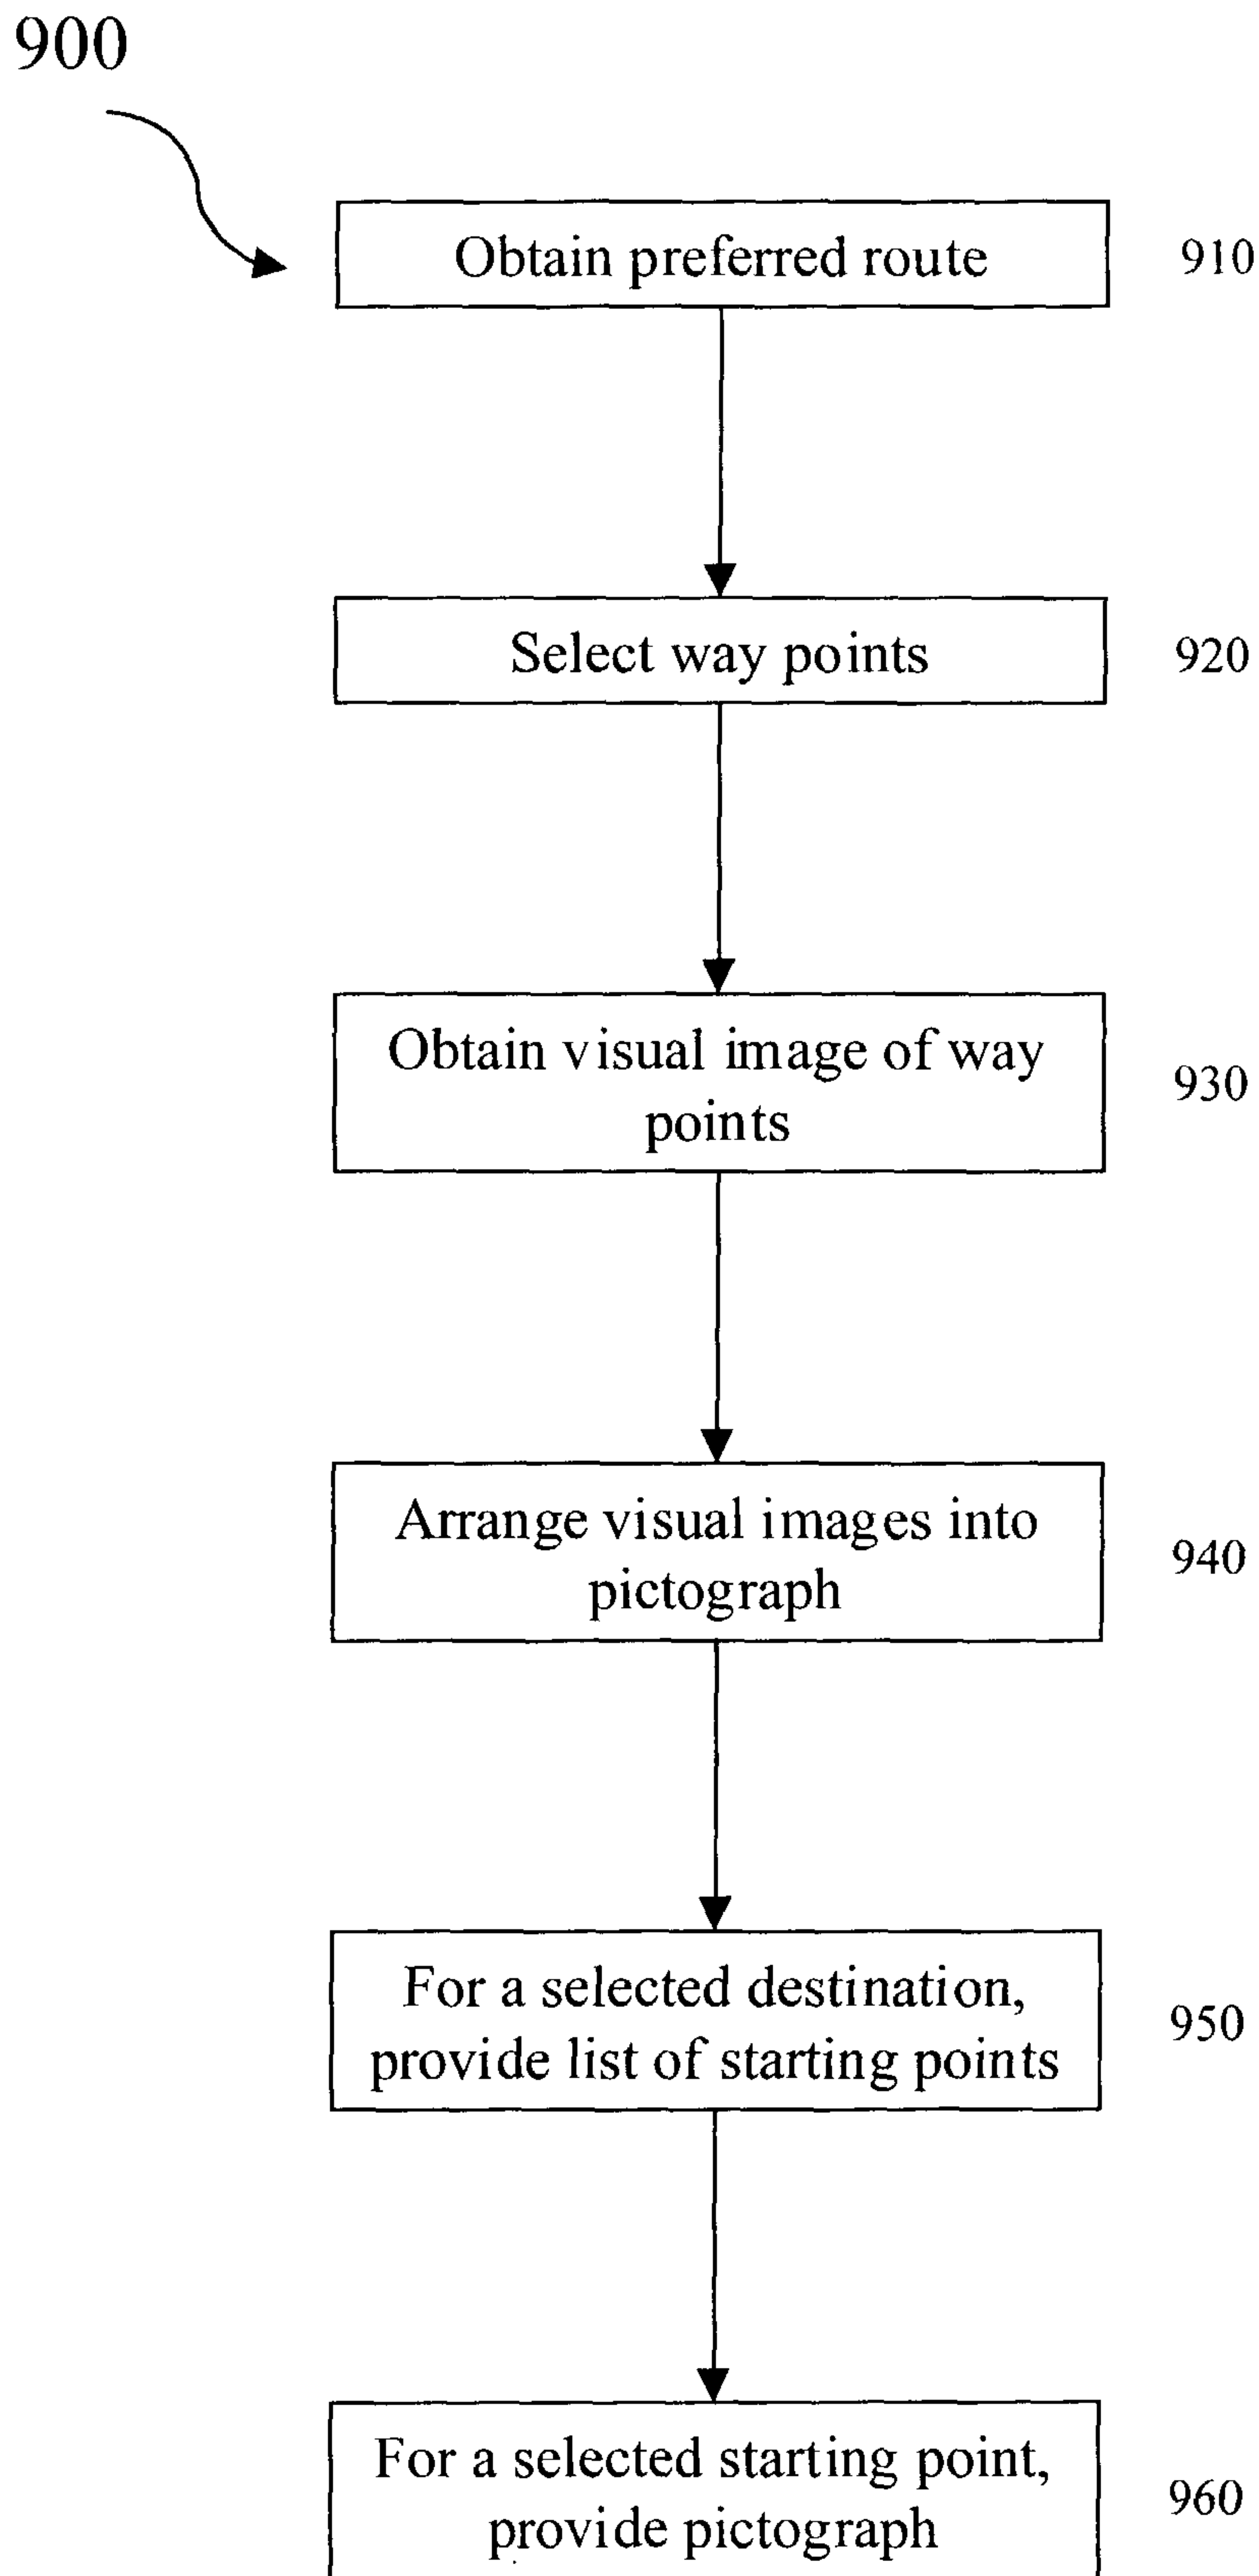 900
Obtain preferred route 910
Select way points 920
Obtain visual image of way
points
930
Arrange visual images into
pictograph
940
For a selected destination,
provide list of starting points
950
For a selected starting point,
provide pictograph
960